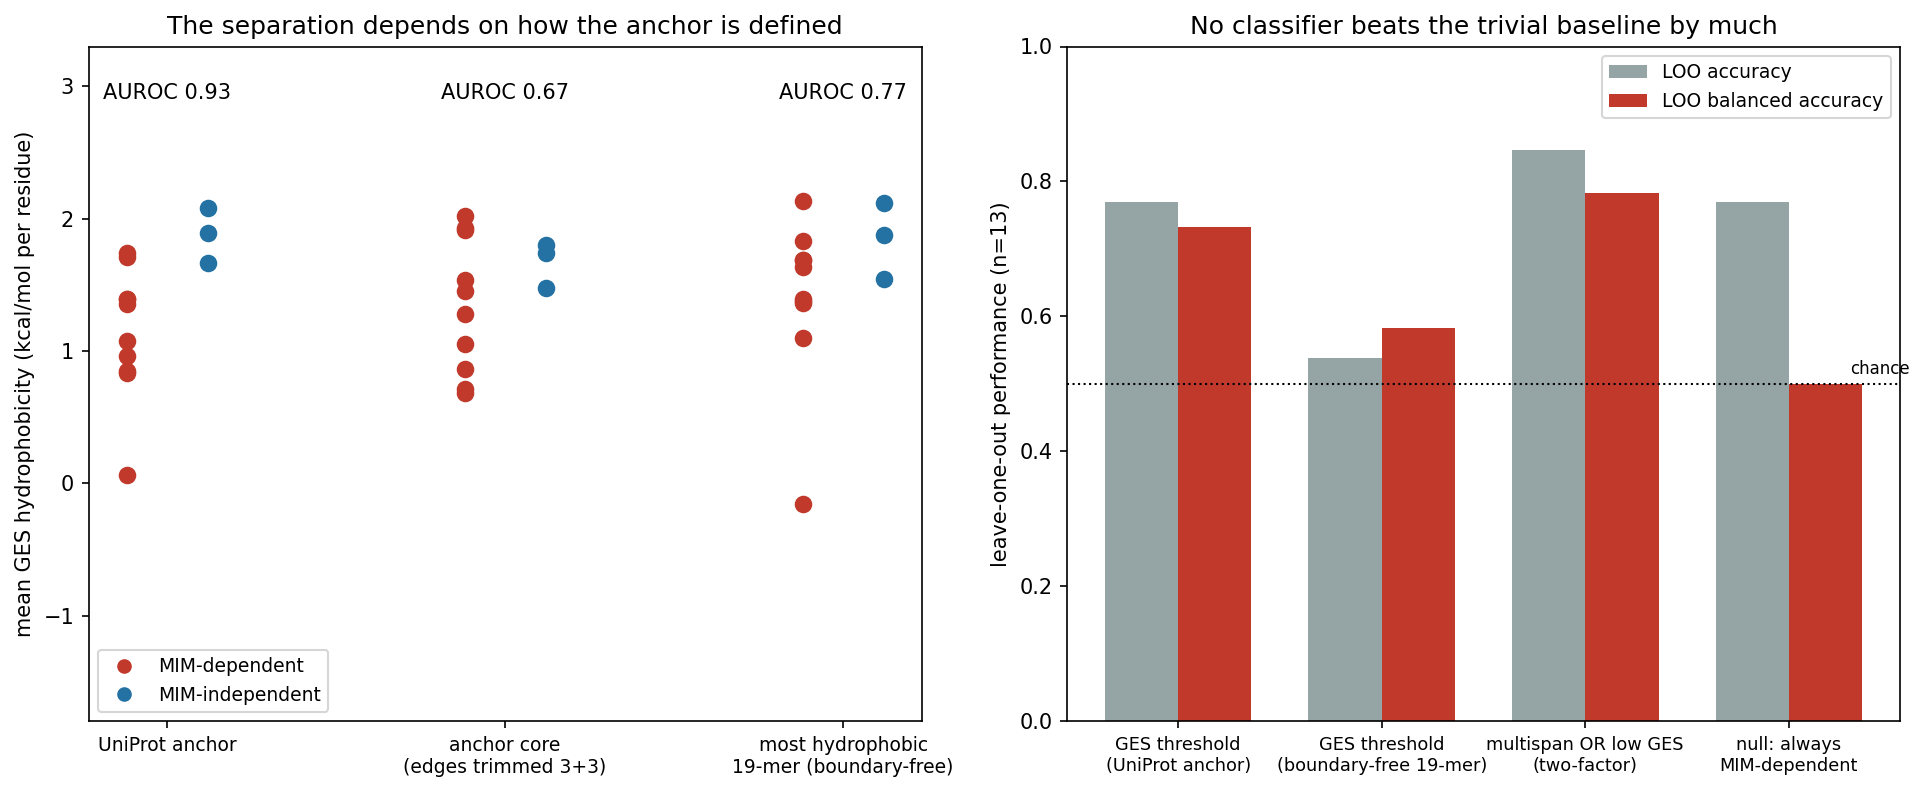 The separation depends on how the anchor is defined
mean GES hydrophobicity (kcal/mol per residue)
3
2
1
0
−1
AUROC 0.93
AUROC 0.67
AUROC 0.77
MIM-dependent
MIM-independent
UniProt anchor
anchor core
(edges trimmed 3+3)
most hydrophobic
19-mer (boundary-free)
No classifier beats the trivial baseline by much
leave-one-out performance (n=13)
1.0
0.8
0.6
0.4
0.2
0.0
LOO accuracy
LOO balanced accuracy
chance
GES threshold
(UniProt anchor)
GES threshold
(boundary-free 19-mer)
multispan OR low GES
(two-factor)
null: always
MIM-dependent